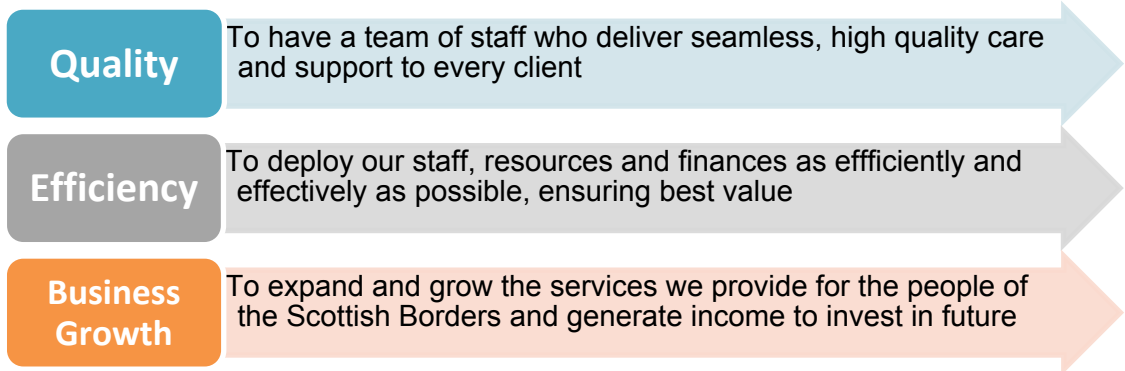 Quality
To have a team of staff who deliver seamless, high quality care
and support to every client
Efficiency
To deploy our staff, resources and finances as effficiently and
effectively as possible, ensuring best value
Business
Growth
To expand and grow the services we provide for the people of
the Scottish Borders and generate income to invest in future